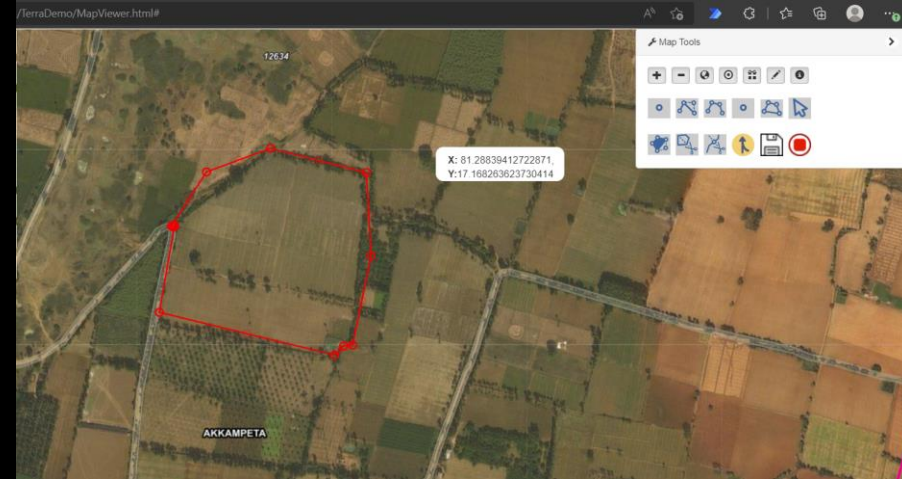 /TerraDemo/MapViewer.html#
Map Tools
12634
X: 81.28839412722871,
Y:17.168263623730414
AKKAMPETA